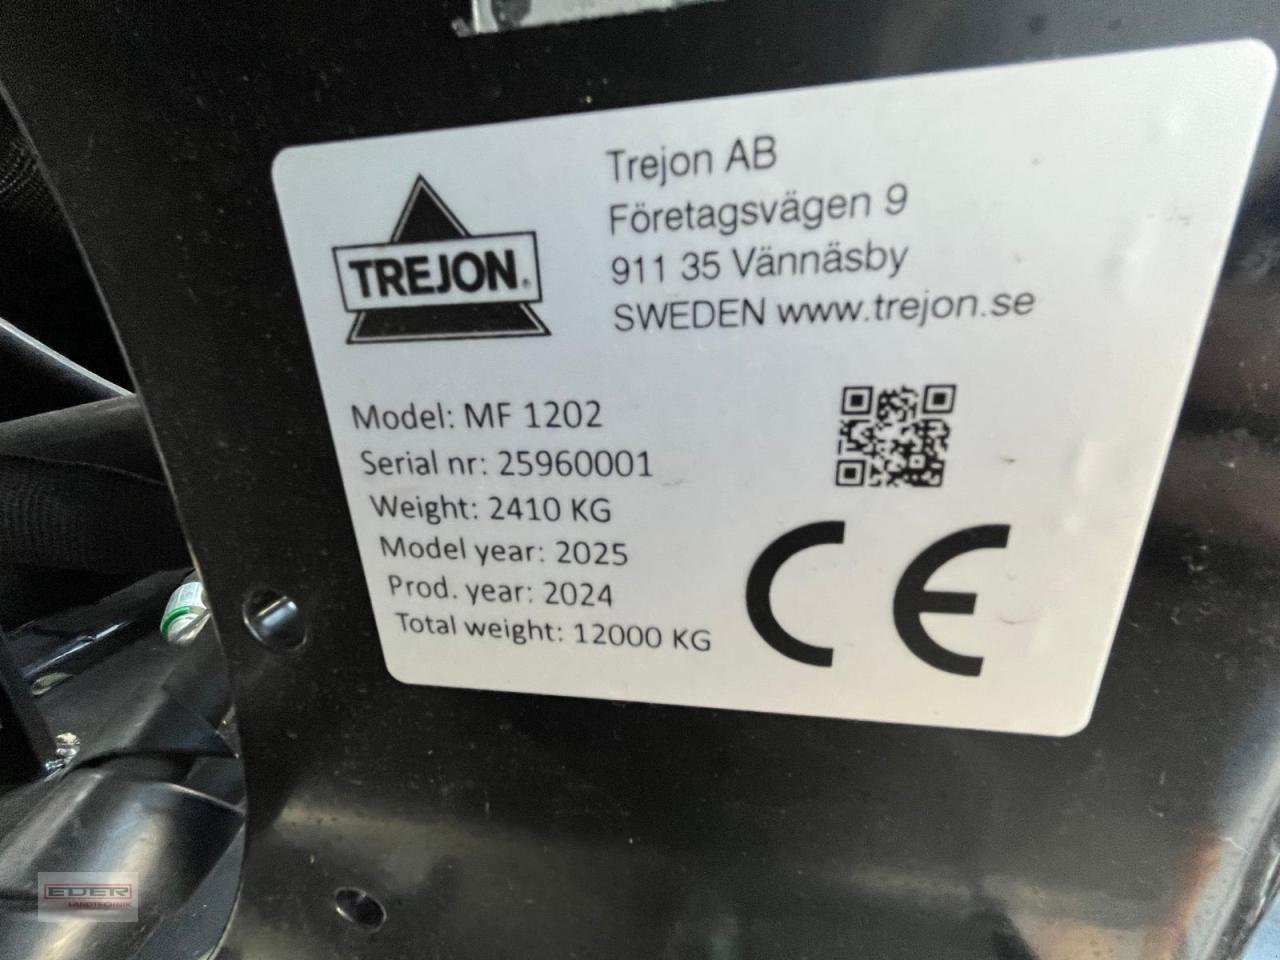 Trejon AB
Företagsvägen 9
911 35 Vännäsby
SWEDEN www.trejon.se
TREJON®
Model: MF 1202
Serial nr: 25960001
Weight: 2410 KG
Model year: 2025
Prod. year: 2024
Total weight: 12000 KG
CE
EDER
LANDTECHNIK